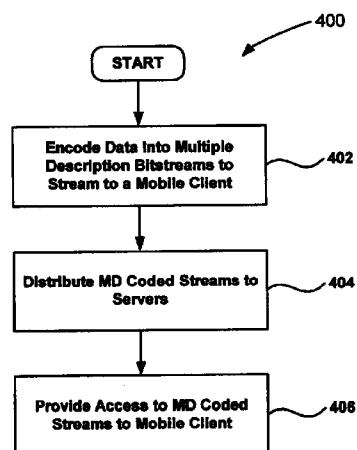 400
START
Encode Data Into Multiple
Description Bitstreams to
Stream to a Mobile Client
402
Distribute MD Coded Streams to
Servers
404
Provide Access to MD Coded
Streams to Mobile Client
406